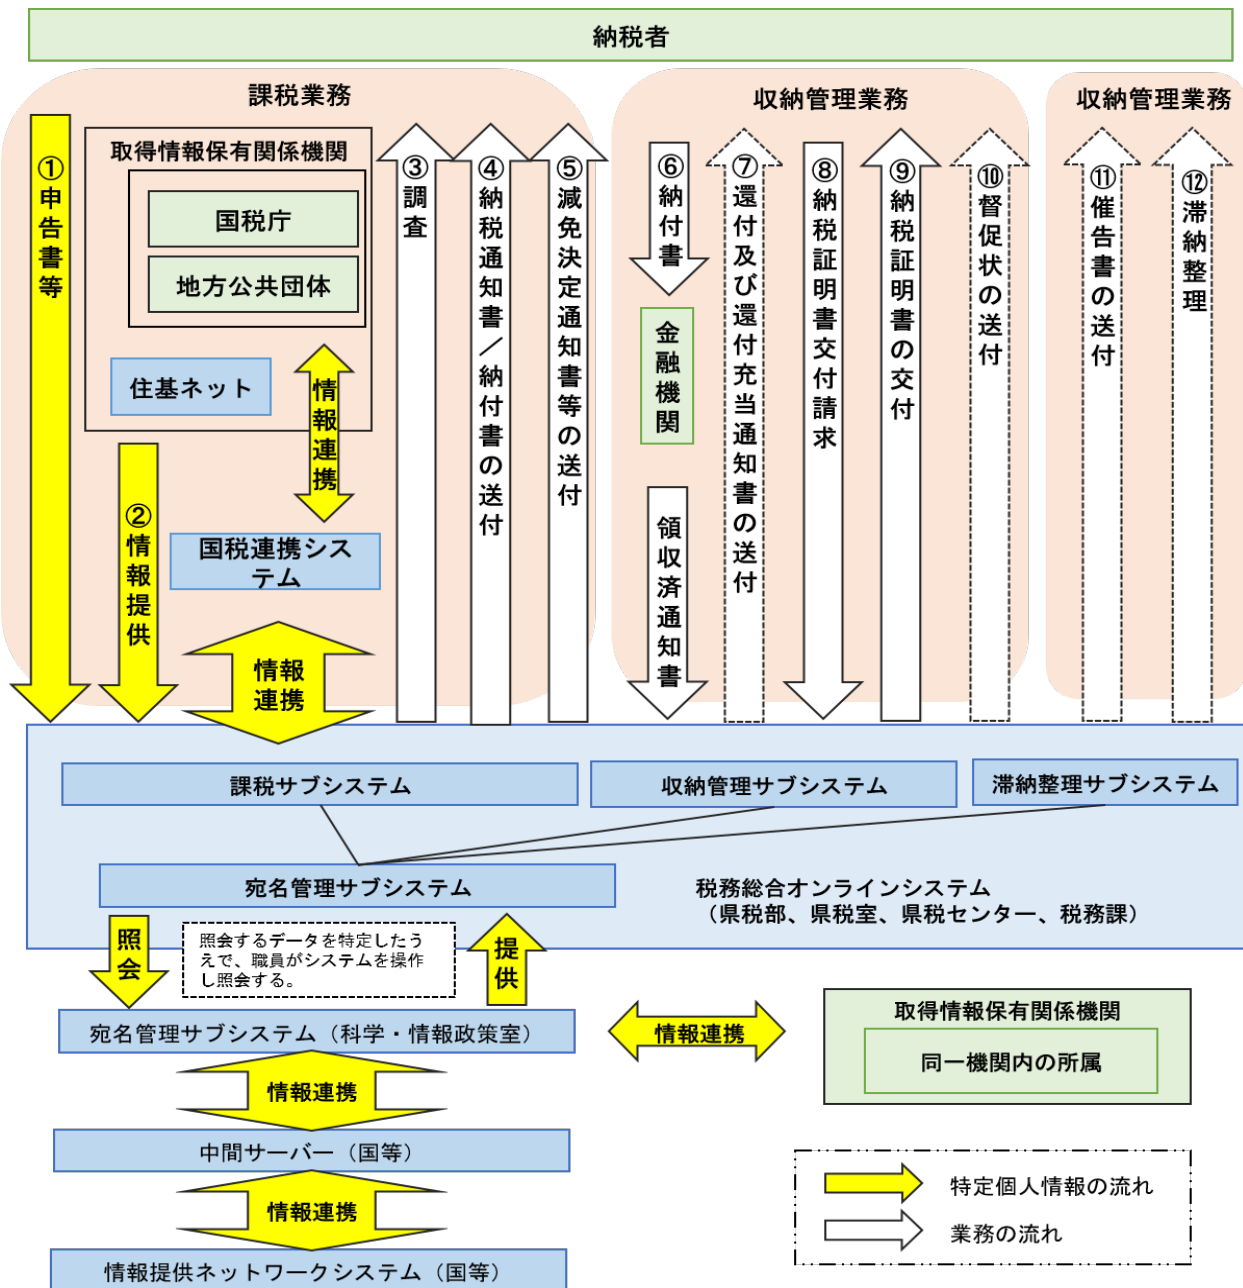 納税者
課税業務
①申告書等
取得情報保有関係機関
国税庁
地方公共団体
住基ネット
情報連携
②情報提供
国税連携シス
テム
情報
連携
③調査
④納税通知書／納付書の送付
⑤減免決定通知書等の送付
収納管理業務
⑥納付書
金融機関
領収済通知書
⑦還付及び還付充当通知書の送付
⑧納税証明書交付請求
⑨納税証明書の交付
⑩督促状の送付
収納管理業務
⑪催告書の送付
⑫滞納整理
課税サブシステム
収納管理サブシステム
滞納整理サブシステム
宛名管理サブシステム
税務総合オンラインシステム
（県税部、県税室、県税センター、税務課）
照会
照会するデータを特定したう
えで、職員がシステムを操作
し照会する。
提供
宛名管理サブシステム（科学・情報政策室）
情報連携
取得情報保有関係機関
同一機関内の所属
情報連携
中間サーバー（国等）
情報連携
情報提供ネットワークシステム（国等）
特定個人情報の流れ
業務の流れ